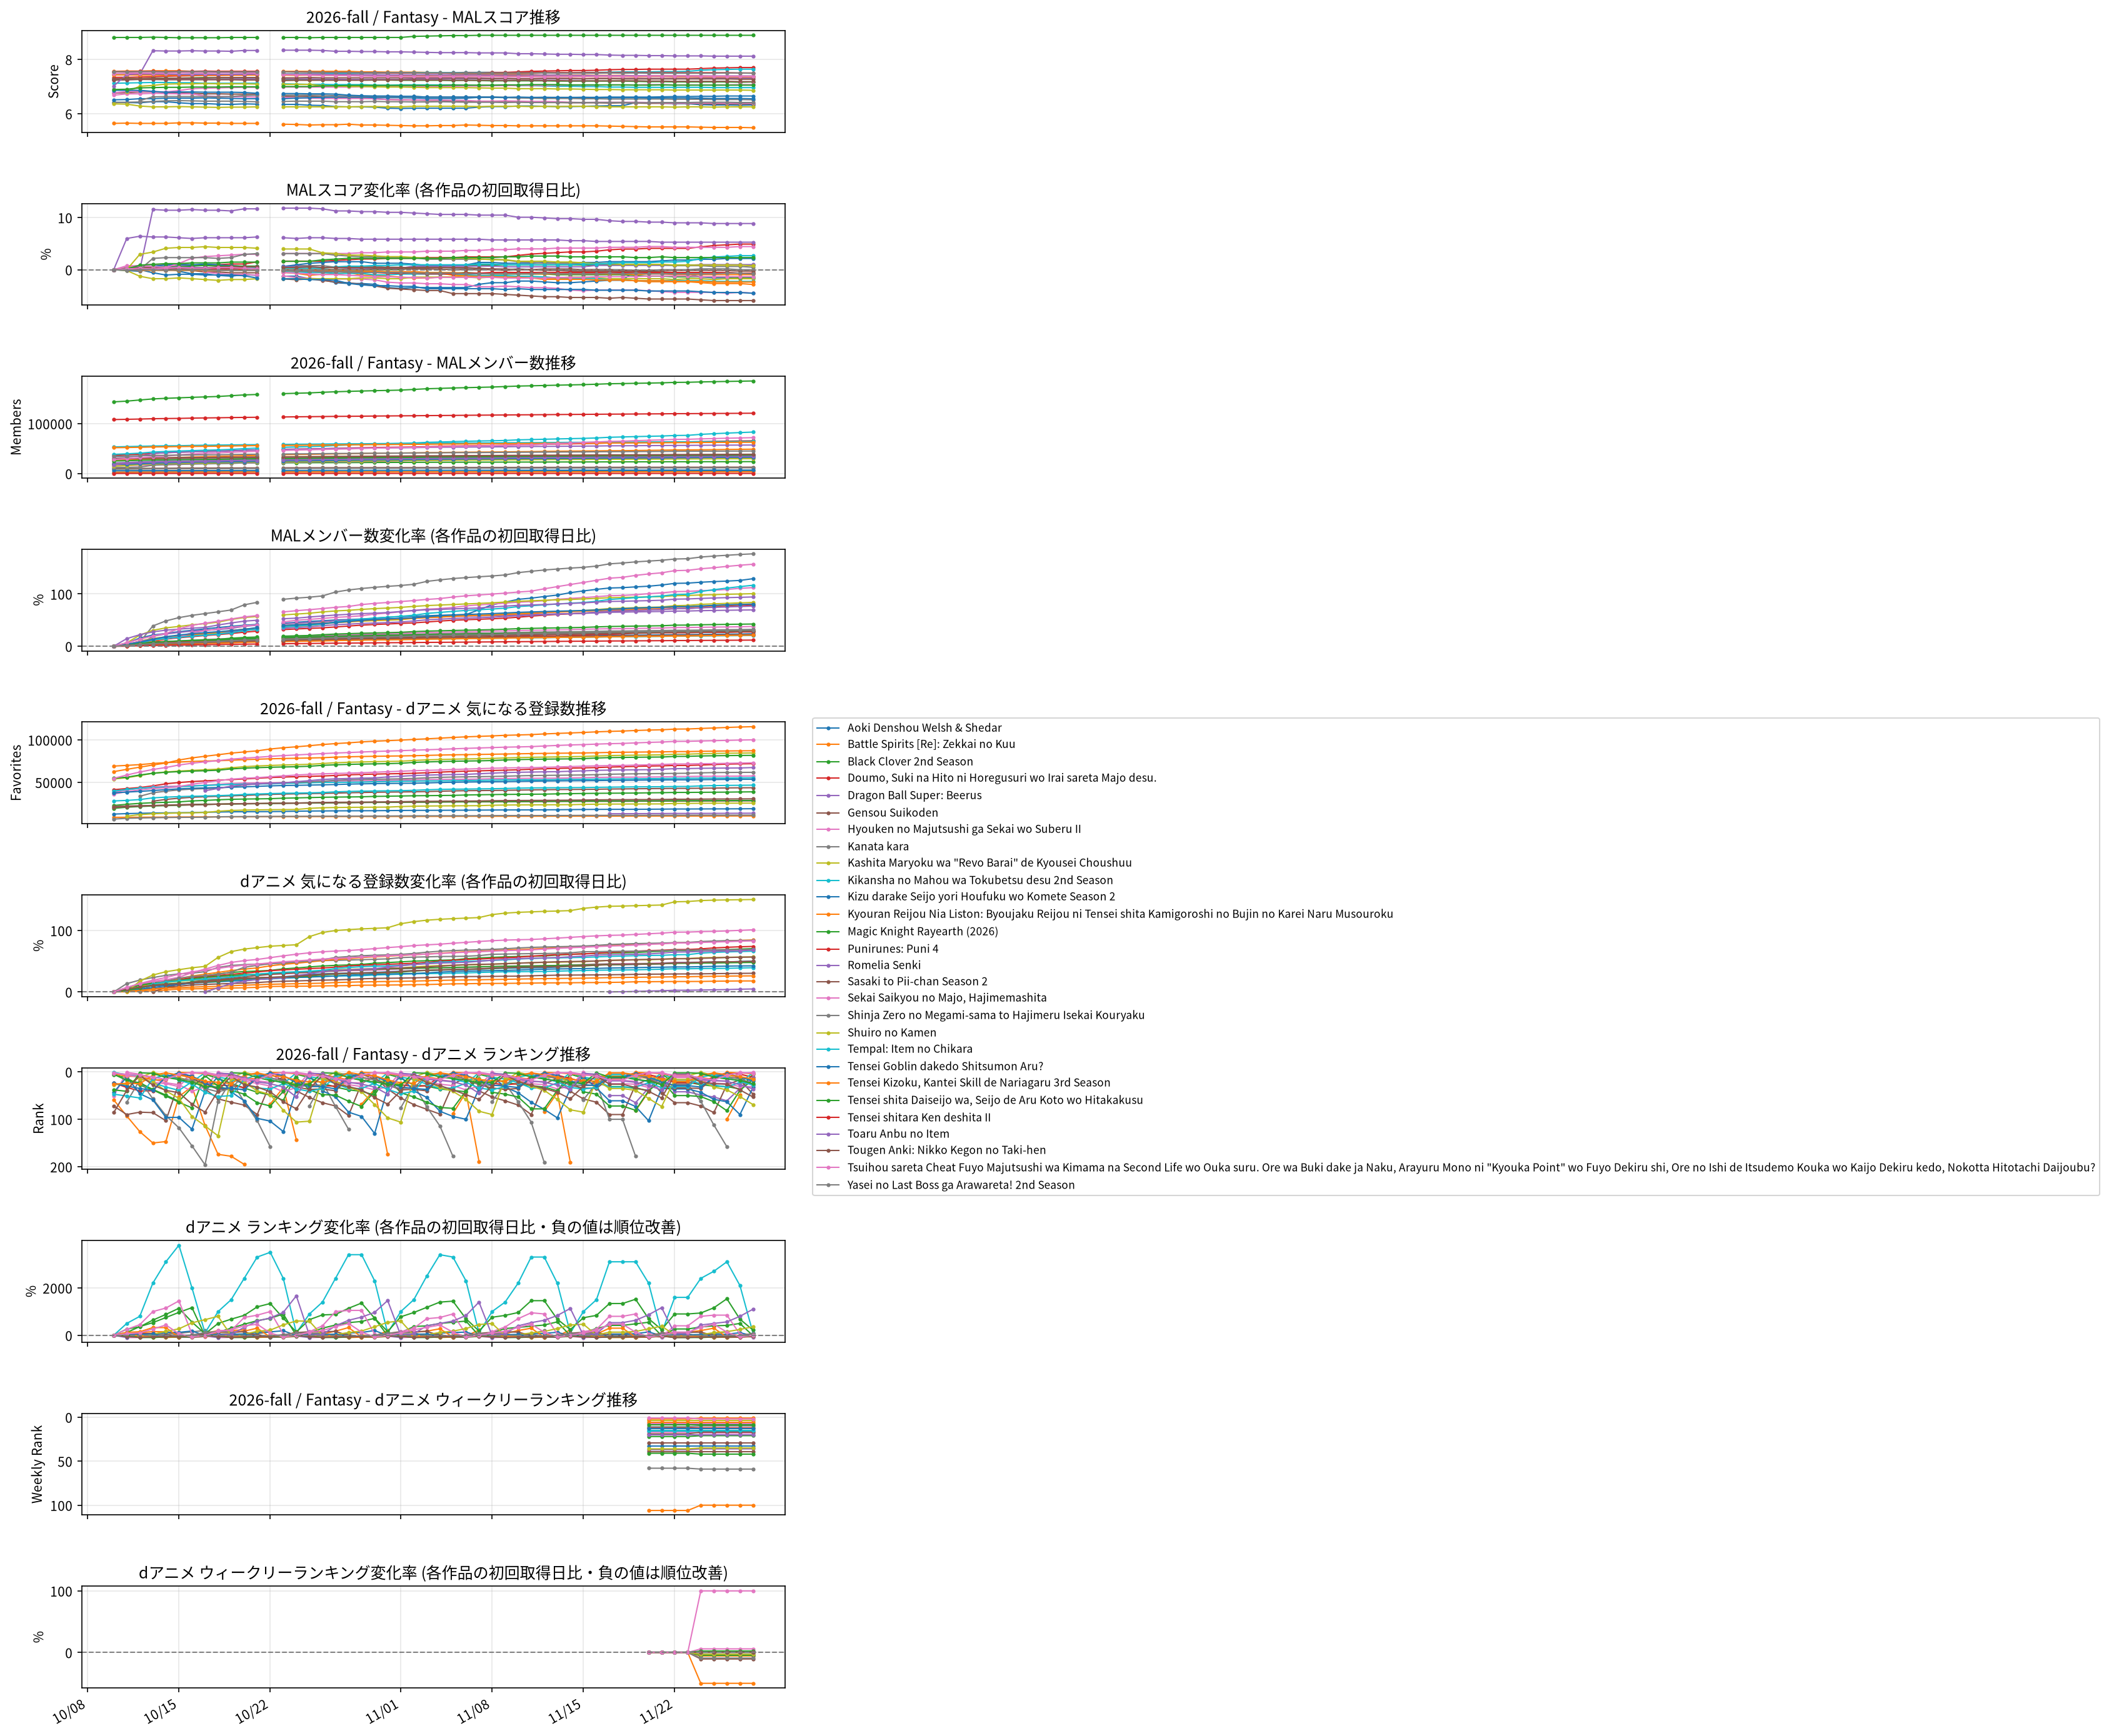 2026-fall / Fantasy - MALスコア推移
8
6
Score
MALスコア変化率 (各作品の初回取得日比)
10
0
%
2026-fall / Fantasy - MALメンバー数推移
100000
0
Members
MALメンバー数変化率 (各作品の初回取得日比)
100
0
%
2026-fall / Fantasy - dアニメ 気になる登録数推移
100000
50000
Favorites
dアニメ 気になる登録数変化率 (各作品の初回取得日比)
100
0
%
2026-fall / Fantasy - dアニメ ランキング推移
0
100
200
Rank
dアニメ ランキング変化率 (各作品の初回取得日比・負の値は順位改善)
2000
0
%
2026-fall / Fantasy - dアニメ ウィークリーランキング推移
0
50
100
Weekly Rank
dアニメ ウィークリーランキング変化率 (各作品の初回取得日比・負の値は順位改善)
100
0
%
10/08
10/15
10/22
11/01
11/08
11/15
11/22
Aoki Denshou Welsh & Shedar
Battle Spirits [Re]: Zekkai no Kuu
Black Clover 2nd Season
Doumo, Suki na Hito ni Horegusuri wo Irai sareta Majo desu.
Dragon Ball Super: Beerus
Gensou Suikoden
Hyouken no Majutsushi ga Sekai wo Suberu II
Kanata kara
Kashita Maryoku wa "Revo Barai" de Kyousei Choushuu
Kikansha no Mahou wa Tokubetsu desu 2nd Season
Kizu darake Seijo yori Houfuku wo Komete Season 2
Kyouran Reijou Nia Liston: Byoujaku Reijou ni Tensei shita Kamigoroshi no Bujin no Karei Naru Musouroku
Magic Knight Rayearth (2026)
Punirunes: Puni 4
Romelia Senki
Sasaki to Pii-chan Season 2
Sekai Saikyou no Majo, Hajimemashita
Shinja Zero no Megami-sama to Hajimeru Isekai Kouryaku
Shuiro no Kamen
Tempal: Item no Chikara
Tensei Goblin dakedo Shitsumon Aru?
Tensei Kizoku, Kantei Skill de Nariagaru 3rd Season
Tensei shita Daiseijo wa, Seijo de Aru Koto wo Hitakakusu
Tensei shitara Ken deshita II
Toaru Anbu no Item
Tougen Anki: Nikko Kegon no Taki-hen
Tsuihou sareta Cheat Fuyo Majutsushi wa Kimama na Second Life wo Ouka suru. Ore wa Buki dake ja Naku, Arayuru Mono ni "Kyouka Point" wo Fuyo Dekiru shi, Ore no Ishi de Itsudemo Kouka wo Kaijo Dekiru kedo, Nokotta Hitotachi Daijoubu?
Yasei no Last Boss ga Arawareta! 2nd Season